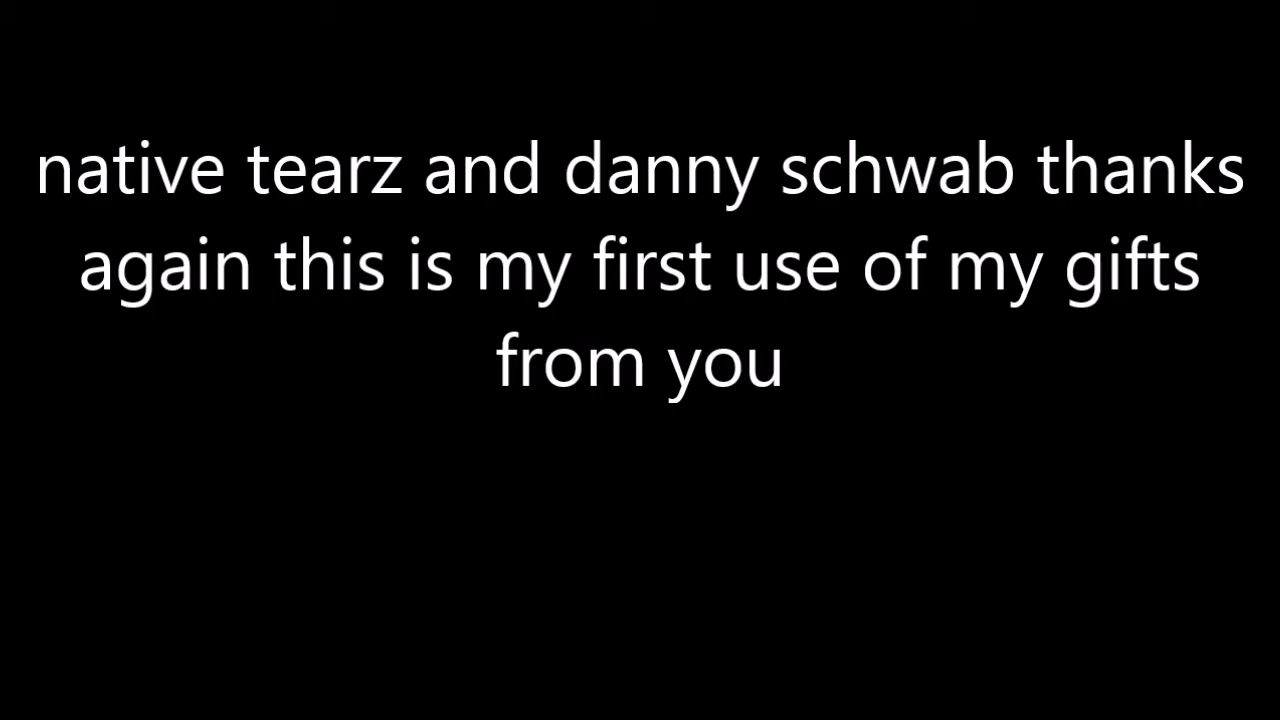 native tearz and danny schwab thanks
again this is my first use of my gifts
from you